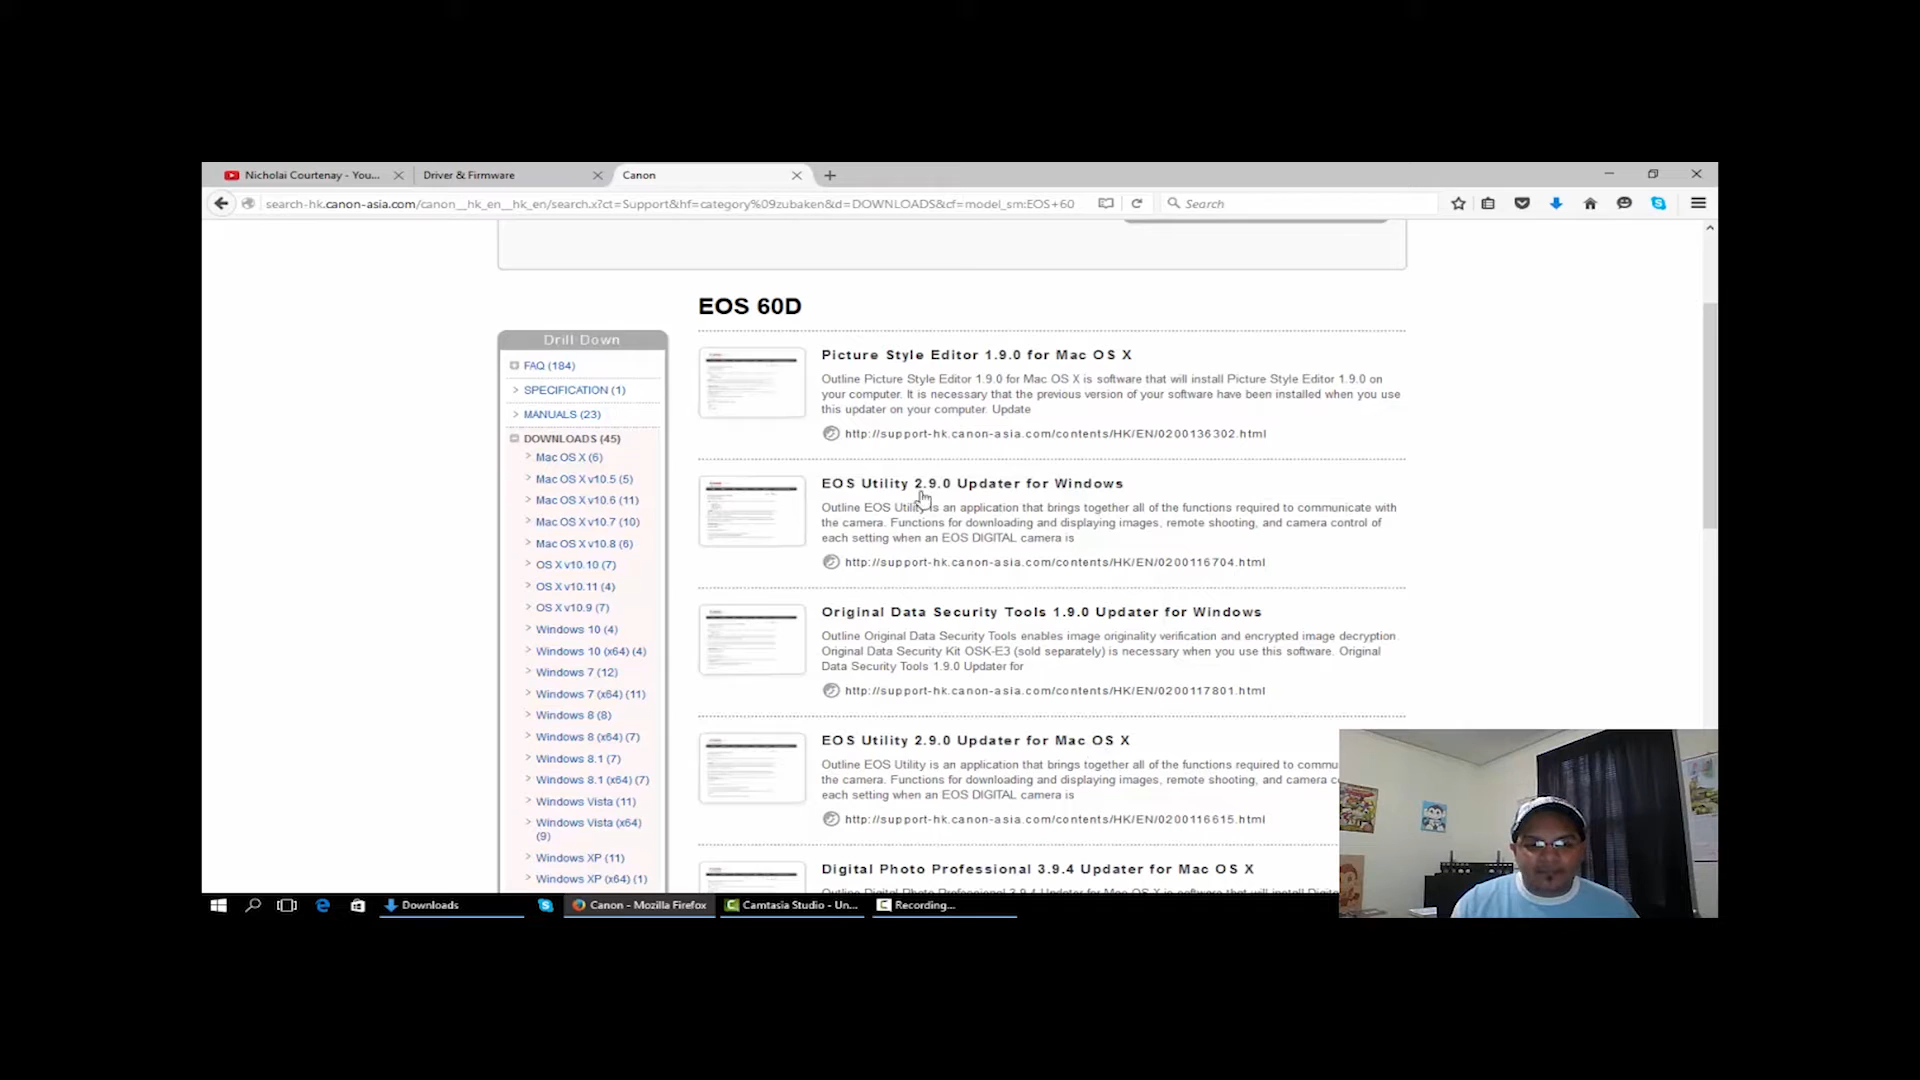 Nicholai Courtenay - You...
Driver & Firmware
Canon
search-hk.canon-asia.com/canon__hk_en__hk_en/search.x?ct=Support&hf=category%09zubaken&d=DOWNLOADS&cf=model_sm:EOS+60
Search
EOS 60D
Drill Down
FAQ (184)
SPECIFICATION (1)
MANUALS (23)
DOWNLOADS (45)
Mac OS X (6)
Mac OS X v10.5 (5)
Mac OS X v10.6 (11)
Mac OS X v10.7 (10)
Mac OS X v10.8 (6)
OS X v10.10 (7)
OS X v10.11 (4)
OS X v10.9 (7)
Windows 10 (4)
Windows 10 (x64) (4)
Windows 7 (12)
Windows 7 (x64) (11)
Windows 8 (8)
Windows 8 (x64) (7)
Windows 8.1 (7)
Windows 8.1 (x64) (7)
Windows Vista (11)
Windows Vista (x64)
(9)
Windows XP (11)
Windows XP (x64) (1)
Picture Style Editor 1.9.0 for Mac OS X
Outline Picture Style Editor 1.9.0 for Mac OS X is software that will install Picture Style Editor 1.9.0 on
your computer. It is necessary that the previous version of your software have been installed when you use
this updater on your computer. Update
http://support-hk.canon-asia.com/contents/HK/EN/0200136302.html
EOS Utility 2.9.0 Updater for Windows
Outline EOS Utility is an application that brings together all of the functions required to communicate with
the camera. Functions for downloading and displaying images, remote shooting, and camera control of
each setting when an EOS DIGITAL camera is
http://support-hk.canon-asia.com/contents/HK/EN/0200116704.html
Original Data Security Tools 1.9.0 Updater for Windows
Outline Original Data Security Tools enables image originality verification and encrypted image decryption.
Original Data Security Kit OSK-E3 (sold separately) is necessary when you use this software. Original
Data Security Tools 1.9.0 Updater for
http://support-hk.canon-asia.com/contents/HK/EN/0200117801.html
EOS Utility 2.9.0 Updater for Mac OS X
Outline EOS Utility is an application that brings together all of the functions required to commu
the camera. Functions for downloading and displaying images, remote shooting, and camera c
each setting when an EOS DIGITAL camera is
http://support-hk.canon-asia.com/contents/HK/EN/0200116615.html
Digital Photo Professional 3.9.4 Updater for Mac OS X
Outline Digital Photo Professional 3.9.4 Updater for Mac OS X is software that will install Digita
Downloads
Canon - Mozilla Firefox
Camtasia Studio - Un...
Recording...